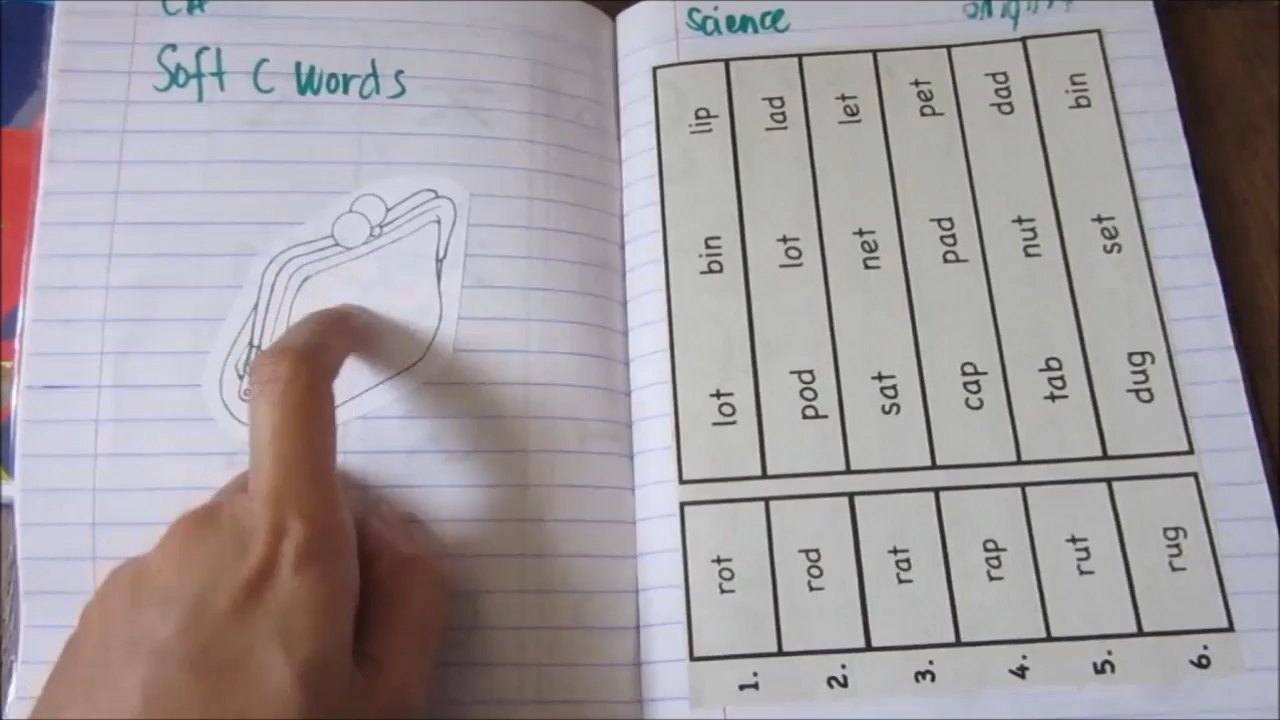 Soft C Words
science
1. rot lot bin lip
2. rod pod lot lad
3. rat sat net let
4. rap cap pad pet
5. rut tab nut dad
6. rug dug set bin